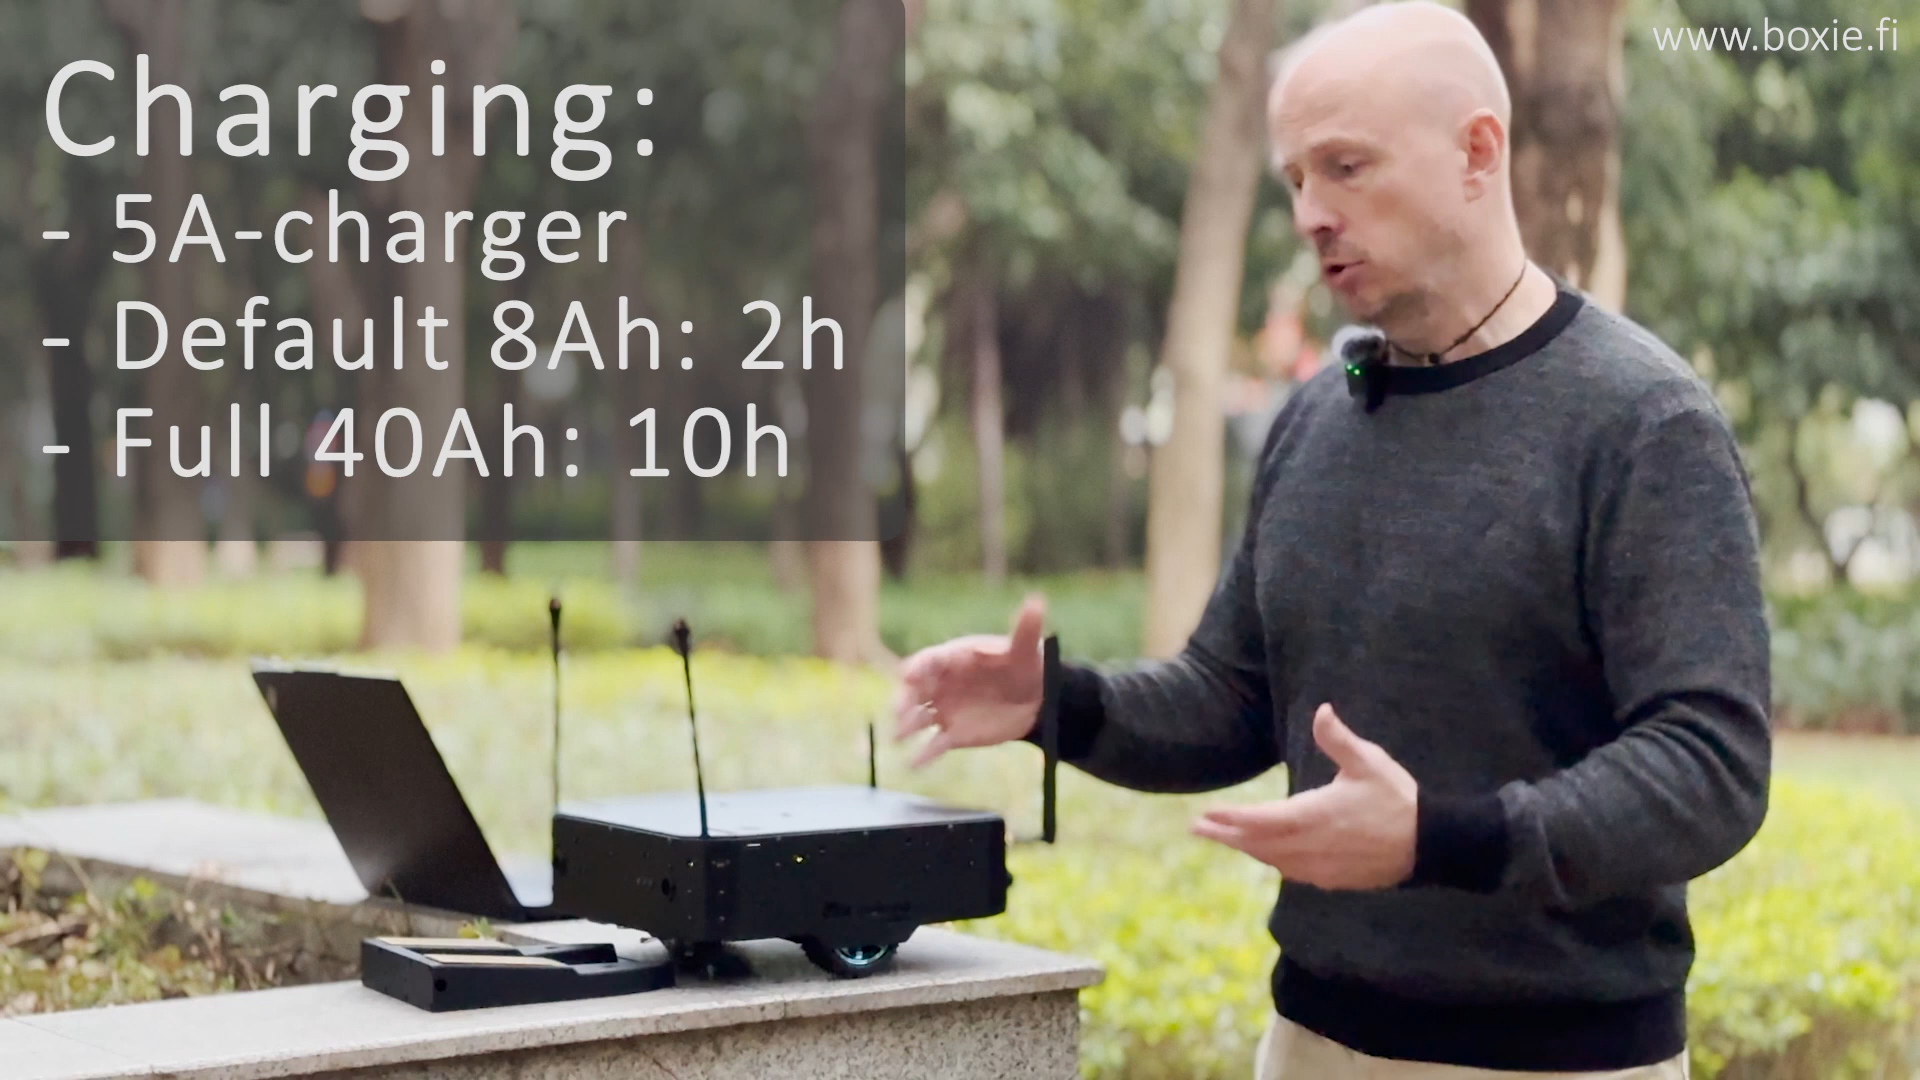 www.boxie.fi
Charging:
- 5A-charger
- Default 8Ah: 2h
- Full 40Ah: 10h